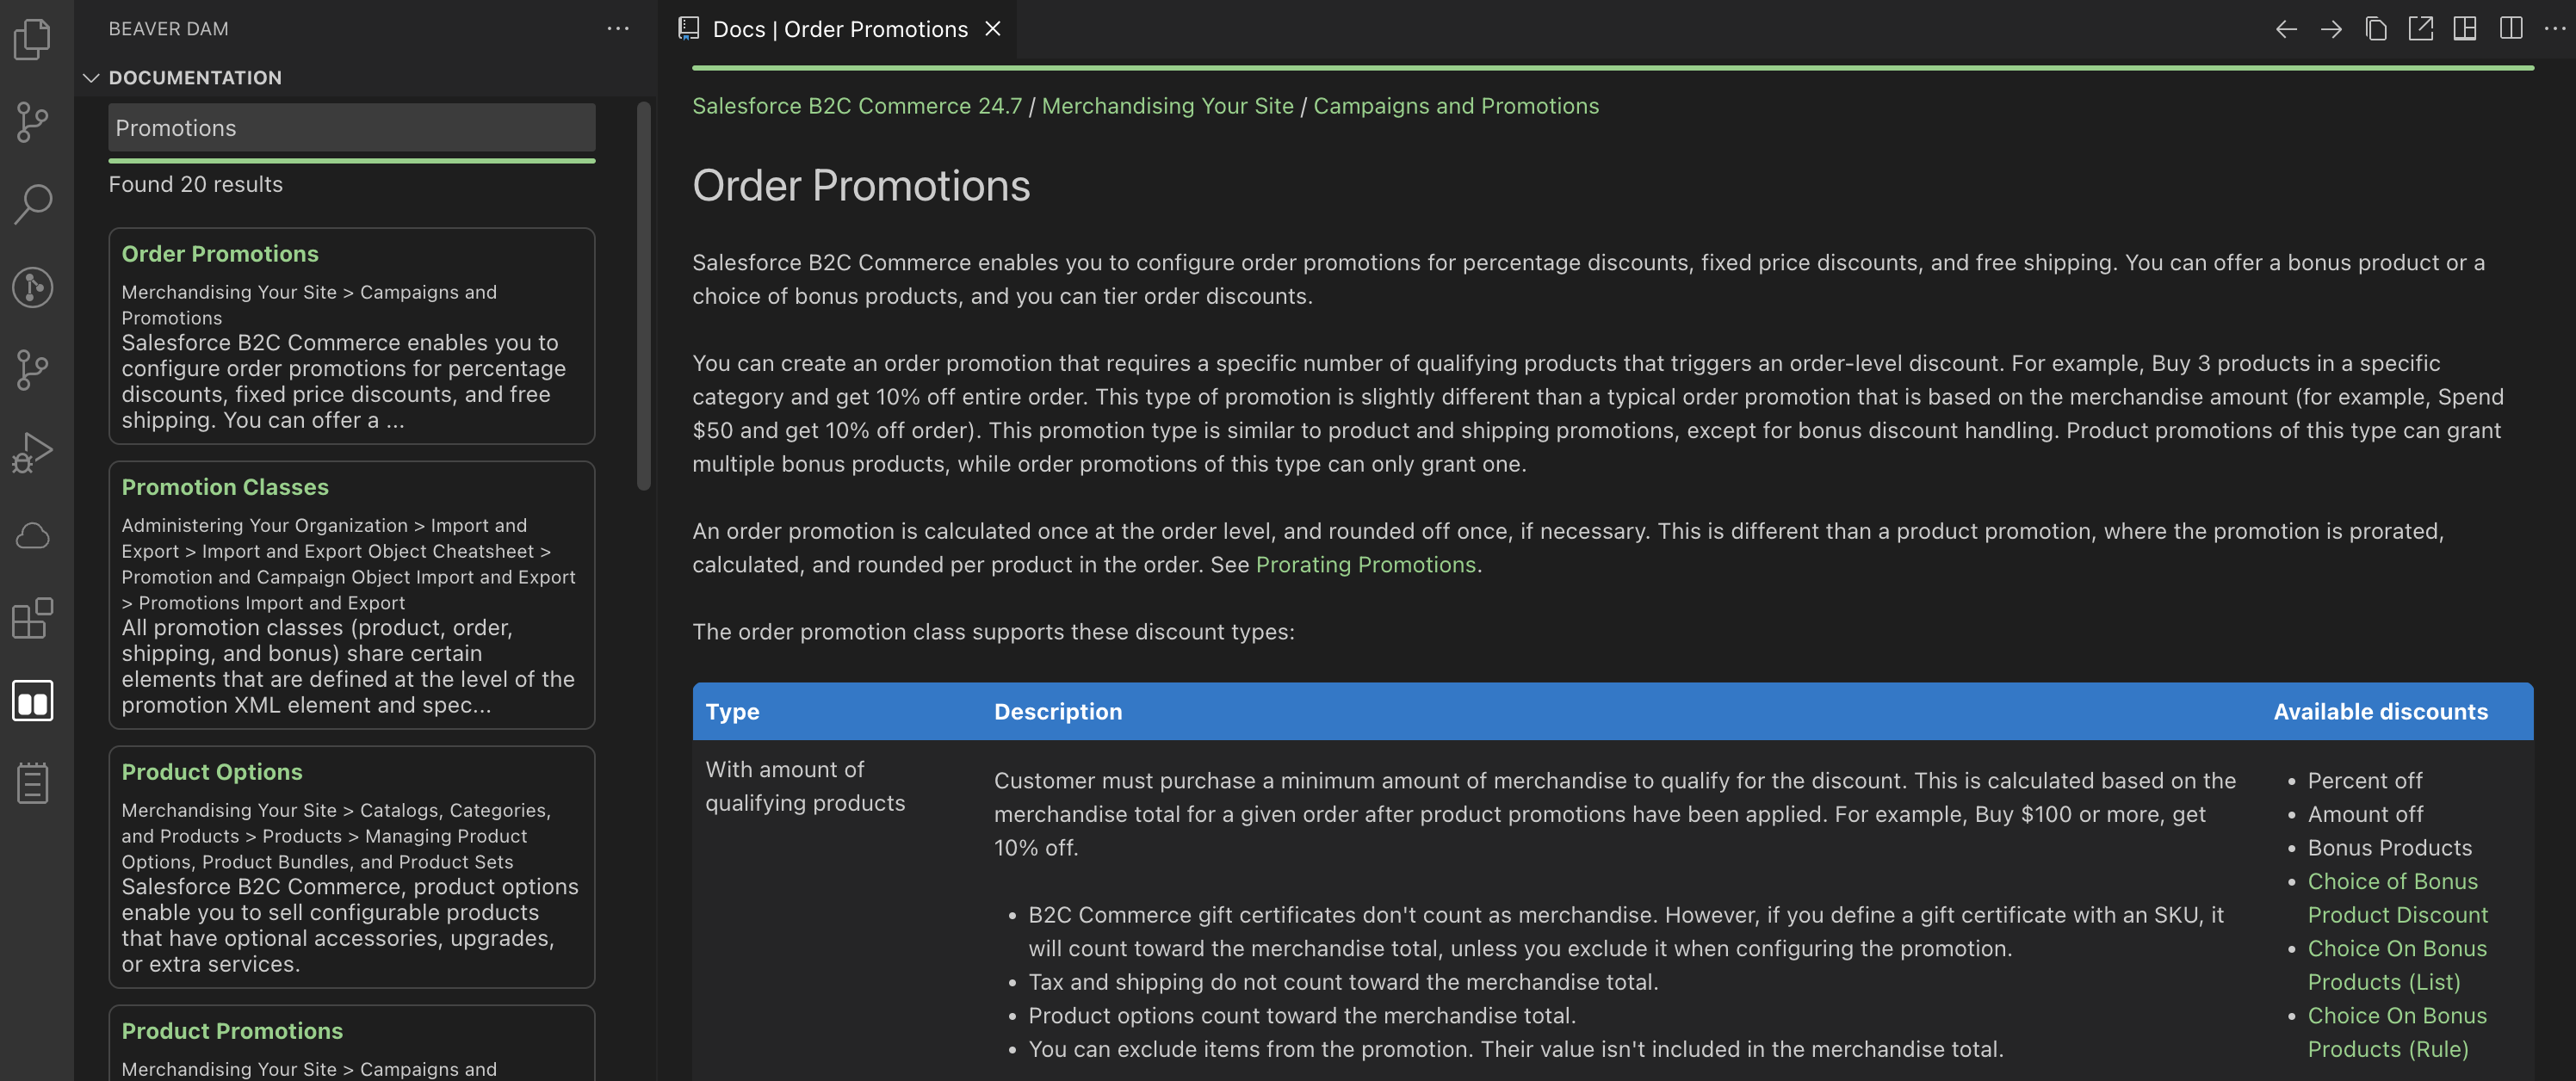 BEAVER DAM
DOCUMENTATION
Promotions
Found 20 results
Order Promotions
Merchandising Your Site > Campaigns and
Promotions
Salesforce B2C Commerce enables you to
configure order promotions for percentage
discounts, fixed price discounts, and free
shipping. You can offer a ...
Promotion Classes
Administering Your Organization > Import and
Export > Import and Export Object Cheatsheet >
Promotion and Campaign Object Import and Export
> Promotions Import and Export
All promotion classes (product, order,
shipping, and bonus) share certain
elements that are defined at the level of the
promotion XML element and spec...
Product Options
Merchandising Your Site > Catalogs, Categories,
and Products > Products > Managing Product
Options, Product Bundles, and Product Sets
Salesforce B2C Commerce, product options
enable you to sell configurable products
that have optional accessories, upgrades,
or extra services.
Product Promotions
Merchandising Your Site > Campaigns and
Docs | Order Promotions
Salesforce B2C Commerce 24.7 / Merchandising Your Site / Campaigns and Promotions
Order Promotions
Salesforce B2C Commerce enables you to configure order promotions for percentage discounts, fixed price discounts, and free shipping. You can offer a bonus product or a
choice of bonus products, and you can tier order discounts.
You can create an order promotion that requires a specific number of qualifying products that triggers an order-level discount. For example, Buy 3 products in a specific
category and get 10% off entire order. This type of promotion is slightly different than a typical order promotion that is based on the merchandise amount (for example, Spend
$50 and get 10% off order). This promotion type is similar to product and shipping promotions, except for bonus discount handling. Product promotions of this type can grant
multiple bonus products, while order promotions of this type can only grant one.
An order promotion is calculated once at the order level, and rounded off once, if necessary. This is different than a product promotion, where the promotion is prorated,
calculated, and rounded per product in the order. See Prorating Promotions.
The order promotion class supports these discount types:
Type
Description
Available discounts
With amount of
qualifying products
Customer must purchase a minimum amount of merchandise to qualify for the discount. This is calculated based on the
merchandise total for a given order after product promotions have been applied. For example, Buy $100 or more, get
10% off.
• B2C Commerce gift certificates don't count as merchandise. However, if you define a gift certificate with an SKU, it
will count toward the merchandise total, unless you exclude it when configuring the promotion.
• Tax and shipping do not count toward the merchandise total.
• Product options count toward the merchandise total.
• You can exclude items from the promotion. Their value isn't included in the merchandise total.
• Percent off
• Amount off
• Bonus Products
• Choice of Bonus
Product Discount
• Choice On Bonus
Products (List)
• Choice On Bonus
Products (Rule)